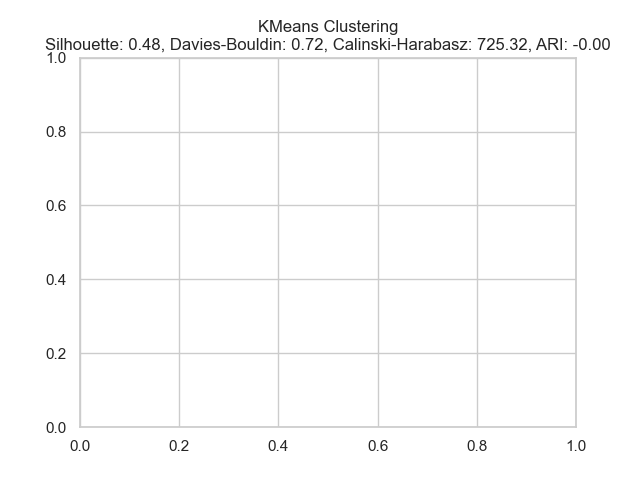 KMeans Clustering
Silhouette: 0.48, Davies-Bouldin: 0.72, Calinski-Harabasz: 725.32, ARI: -0.00
1.0
0.8
0.6
0.4
0.2
0.0
0.0 0.2 0.4 0.6 0.8 1.0